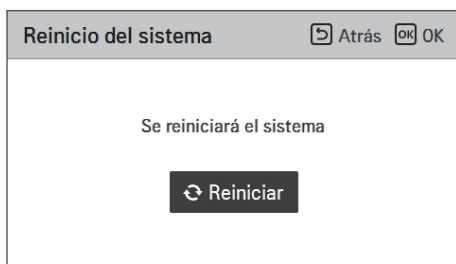 Reinicio del sistema Atrás OK OK
Se reiniciará el sistema
Reiniciar